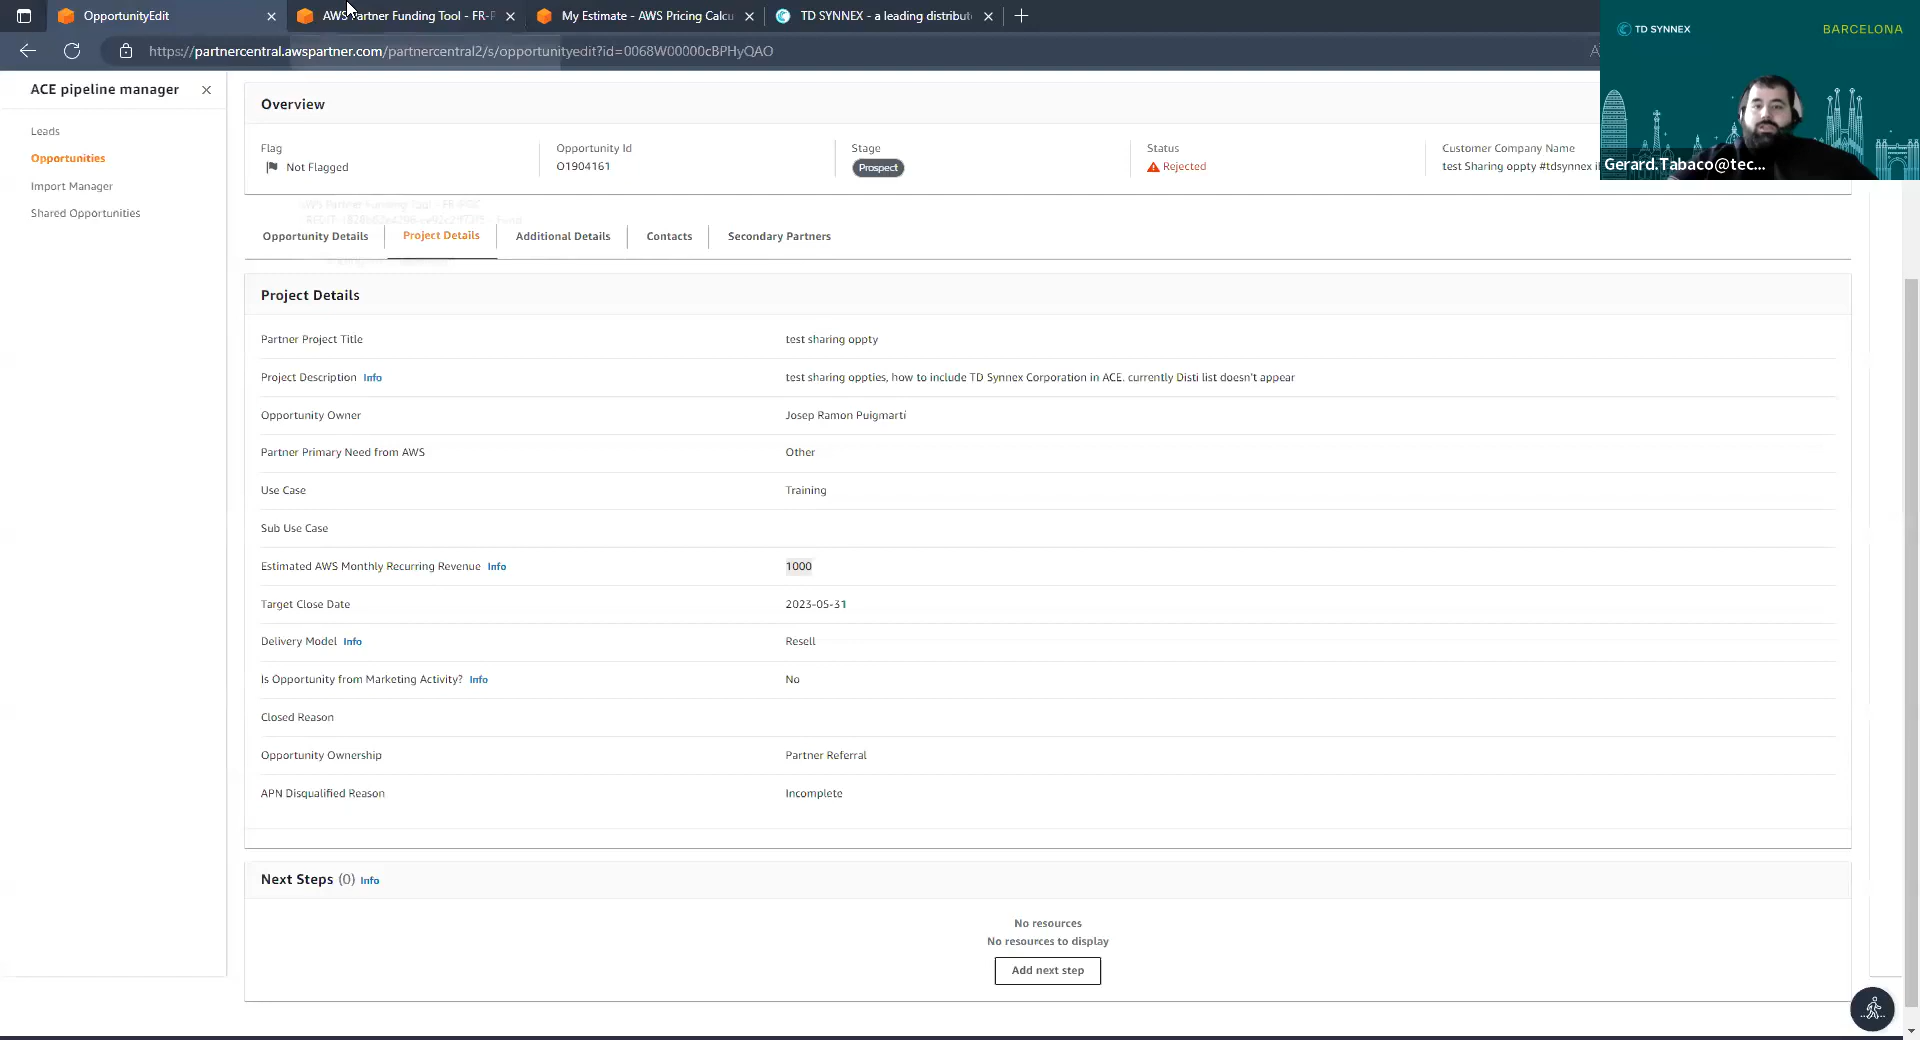 OpportunityEdit
AWS Partner Funding Tool - FR-P
My Estimate - AWS Pricing Calcu
TD SYNNEX - a leading distribut
https://partnercentral.awspartner.com/partnercentral2/s/opportunityedit?id=0068W00000cBPHyQAO
TD SYNNEX
BARCELONA
Gerard.Tabaco@tec...
ACE pipeline manager
Leads
Opportunities
Import Manager
Shared Opportunities
Overview
Flag
Not Flagged
Opportunity Id
O1904161
Stage
Prospect
Status
Rejected
Customer Company Name
test Sharing oppty #tdsynnex i
AWS Partner Funding Tool - FR-POC
Opportunity Details
Project Details
Additional Details
Contacts
Secondary Partners
Project Details
Partner Project Title
test sharing oppty
Project Description Info
test sharing oppties, how to include TD Synnex Corporation in ACE. currently Disti list doesn't appear
Opportunity Owner
Josep Ramon Puigmartí
Partner Primary Need from AWS
Other
Use Case
Training
Sub Use Case
Estimated AWS Monthly Recurring Revenue Info
1000
Target Close Date
2023-05-31
Delivery Model Info
Resell
Is Opportunity from Marketing Activity? Info
No
Closed Reason
Opportunity Ownership
Partner Referral
APN Disqualified Reason
Incomplete
Next Steps (0) Info
No resources
No resources to display
Add next step